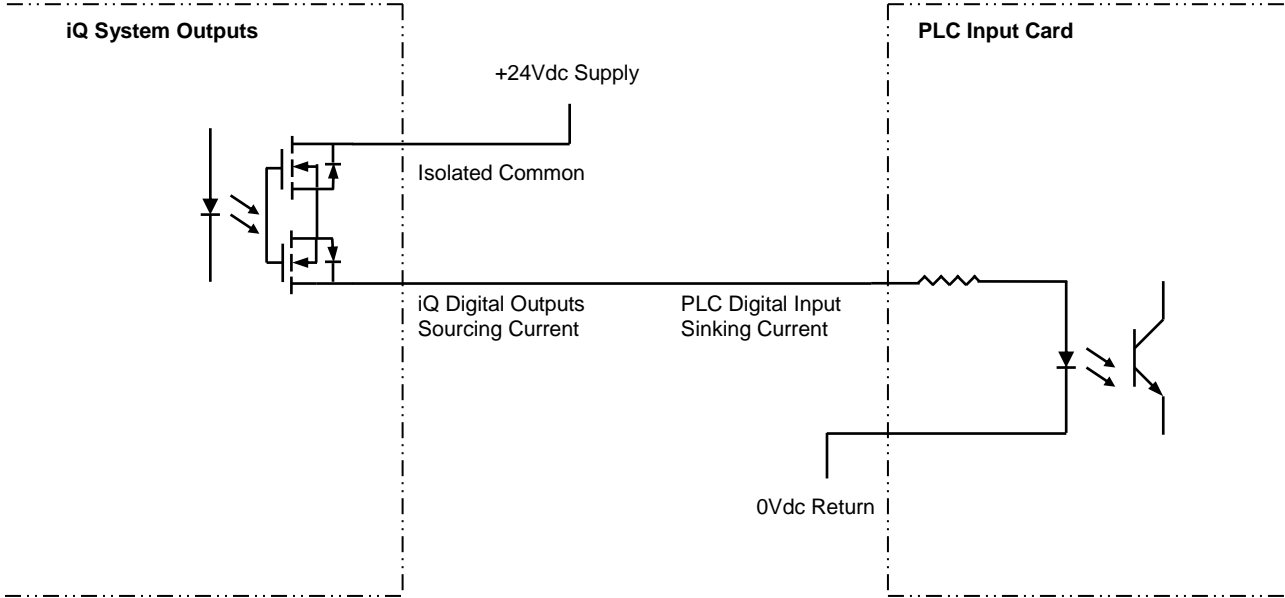 iQ System Outputs
PLC Input Card
+24Vdc Supply
Isolated Common
iQ Digital Outputs
Sourcing Current
PLC Digital Input
Sinking Current
0Vdc Return